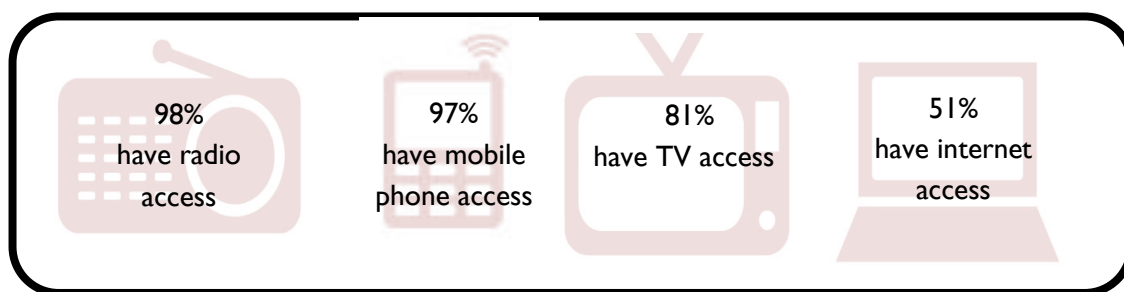 98%
have radio
access
97%
have mobile
phone access
81%
have TV access
51%
have internet
access